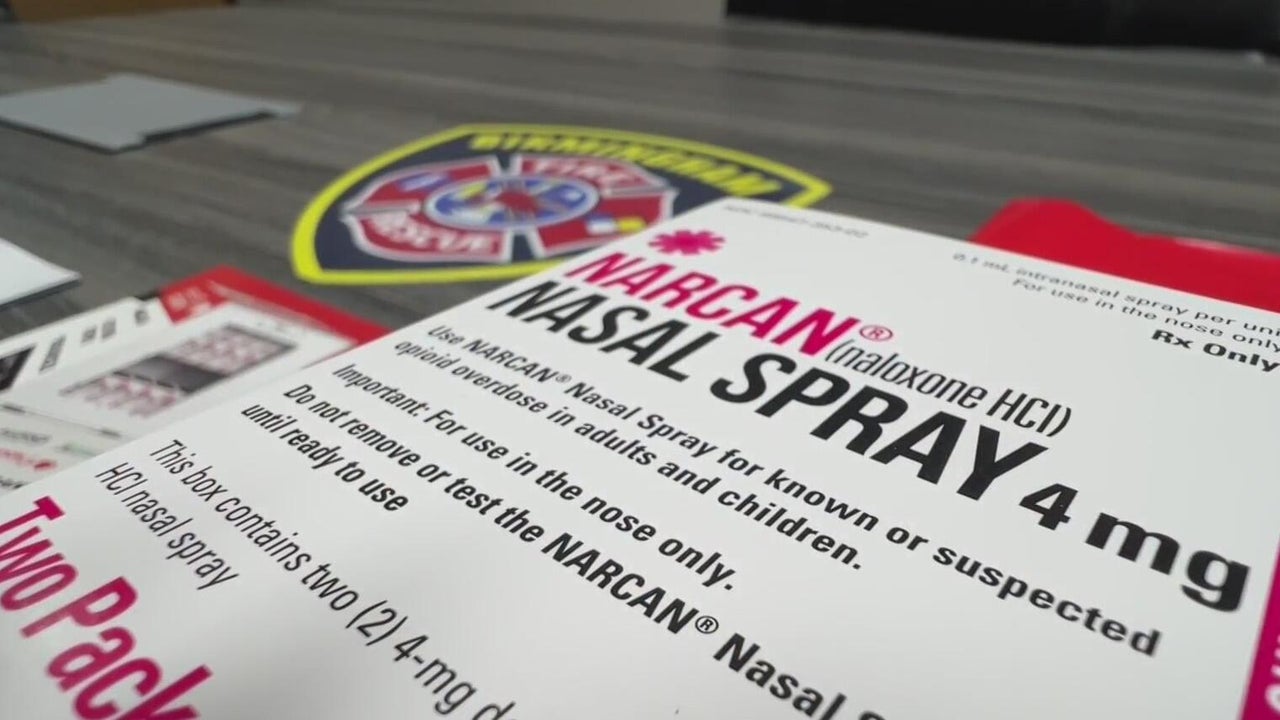 BIRMINGHAM
FIRE
RESCUE
0.1 mL intranasal spray per
For use in the nose only
Rx Only
NARCAN®
(naloxone HCl)
NASAL SPRAY 4 mg
Use NARCAN® Nasal Spray for known or suspected
opioid overdose in adults and children.
Important: For use in the nose only.
Do not remove or test the NARCAN® Nasal
until ready to use
This box contains two (2) 4-mg
HCl nasal spray
Two Pack